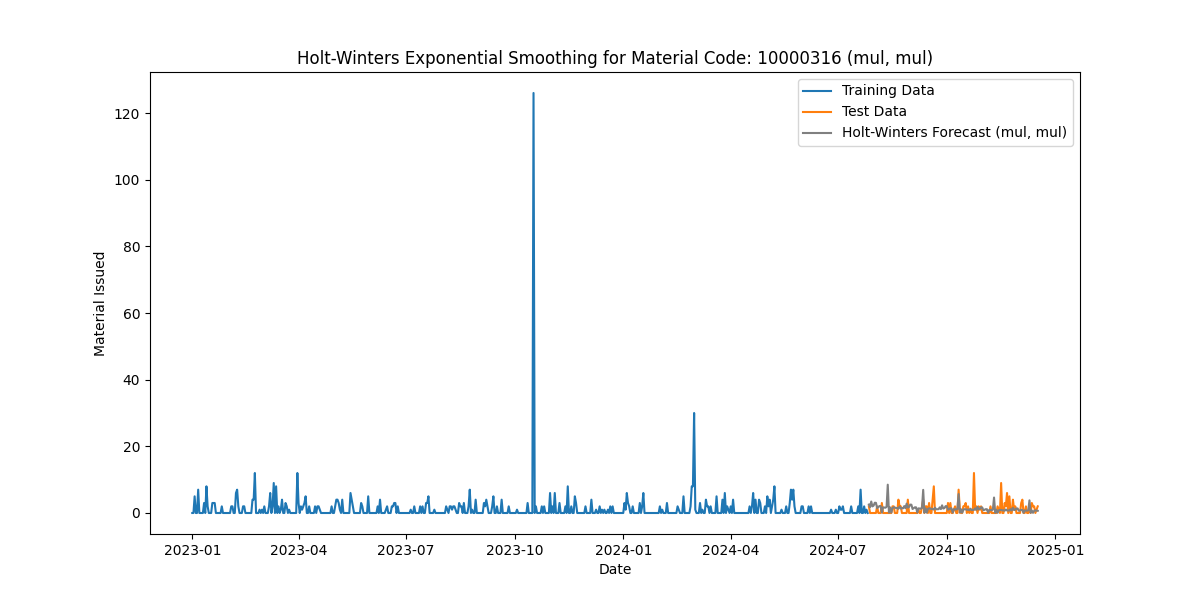 Holt-Winters Exponential Smoothing for Material Code: 10000316 (mul, mul)
Training Data
Test Data
Holt-Winters Forecast (mul, mul)
Material Issued
120
100
80
60
40
20
0
2023-01 2023-04 2023-07 2023-10 2024-01 2024-04 2024-07 2024-10 2025-01
Date